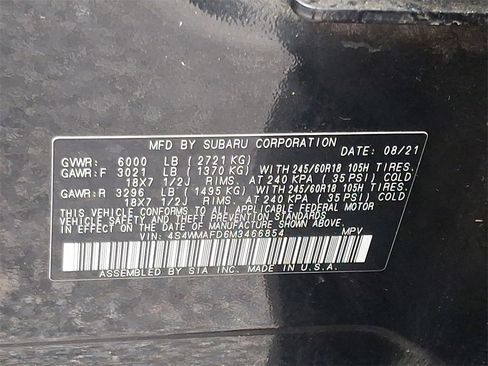 MFD BY SUBARU CORPORATION DATE: 08/21
GVWR: 6000 LB (2721 KG)
GAWR:F 3021 LB (1370 KG) WITH 245/60R18 105H TIRES.
18X7 1/2J RIMS. AT 240 KPA (35 PSI) COLD
GAWR:R 3296 LB (1495 KG) WITH 245/60R18 105H TIRES.
18X7 1/2J RIMS. AT 240 KPA (35 PSI) COLD
THIS VEHICLE CONFORMS TO ALL APPLICABLE FEDERAL MOTOR
VEHICLE SAFETY AND THEFT PREVENTION STANDARDS
IN EFFECT ON THE DATE OF MANUFACTURE SHOWN ABOVE.
VIN: 4S4WMAFD6M3466854 MPV
ASSEMBLED BY SIA INC. MADE IN U.S.A.